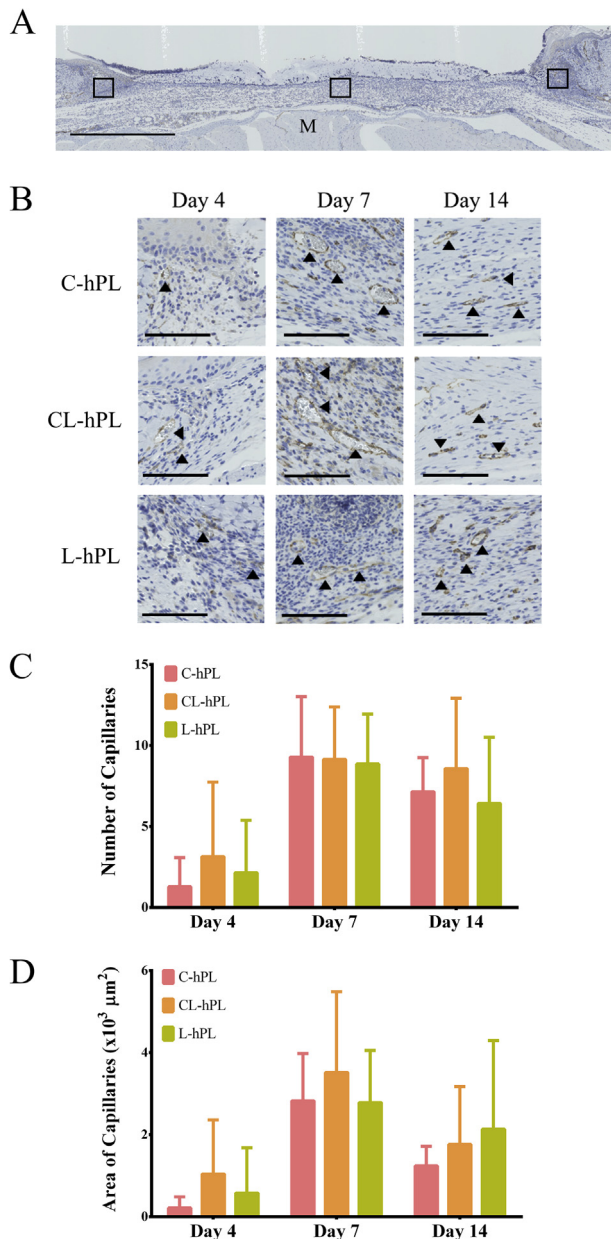 A
M
B
Day 4 Day 7 Day 14
C-hPL
CL-hPL
L-hPL
C
Number of Capillaries
15
10
5
0
C-hPL
CL-hPL
L-hPL
Day 4 Day 7 Day 14
D
Area of Capillaries (x10³ µm²)
6
4
2
0
C-hPL
CL-hPL
L-hPL
Day 4 Day 7 Day 14